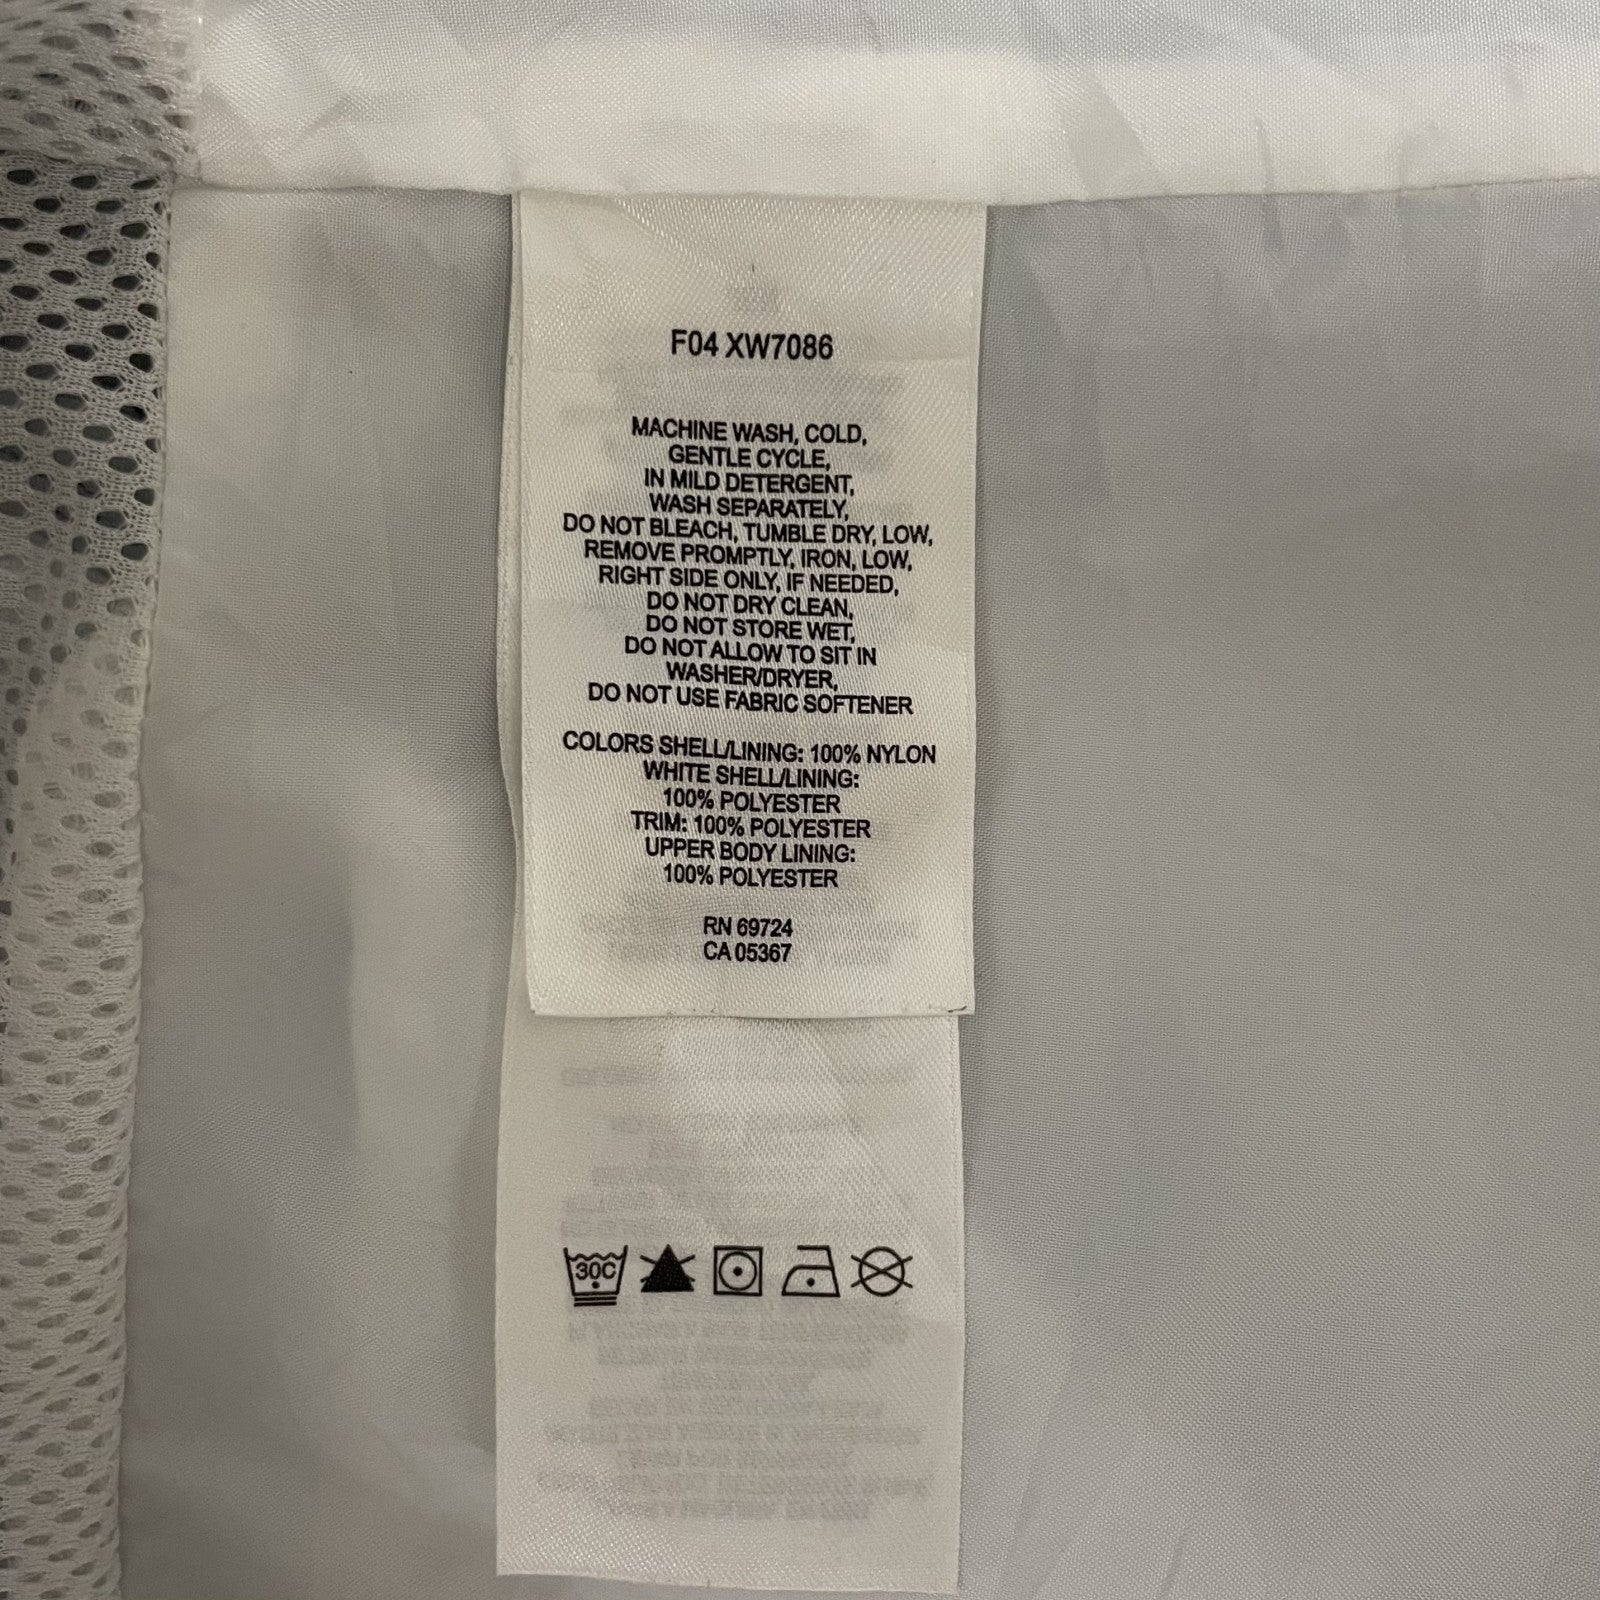 F04 XW7086
MACHINE WASH, COLD,
GENTLE CYCLE,
IN MILD DETERGENT,
WASH SEPARATELY,
DO NOT BLEACH, TUMBLE DRY, LOW,
REMOVE PROMPTLY, IRON, LOW,
RIGHT SIDE ONLY, IF NEEDED,
DO NOT DRY CLEAN,
DO NOT STORE WET,
DO NOT ALLOW TO SIT IN
WASHER/DRYER,
DO NOT USE FABRIC SOFTENER
COLORS SHELL/LINING: 100% NYLON
WHITE SHELL/LINING:
100% POLYESTER
TRIM: 100% POLYESTER
UPPER BODY LINING:
100% POLYESTER
RN 69724
CA 05367
30C